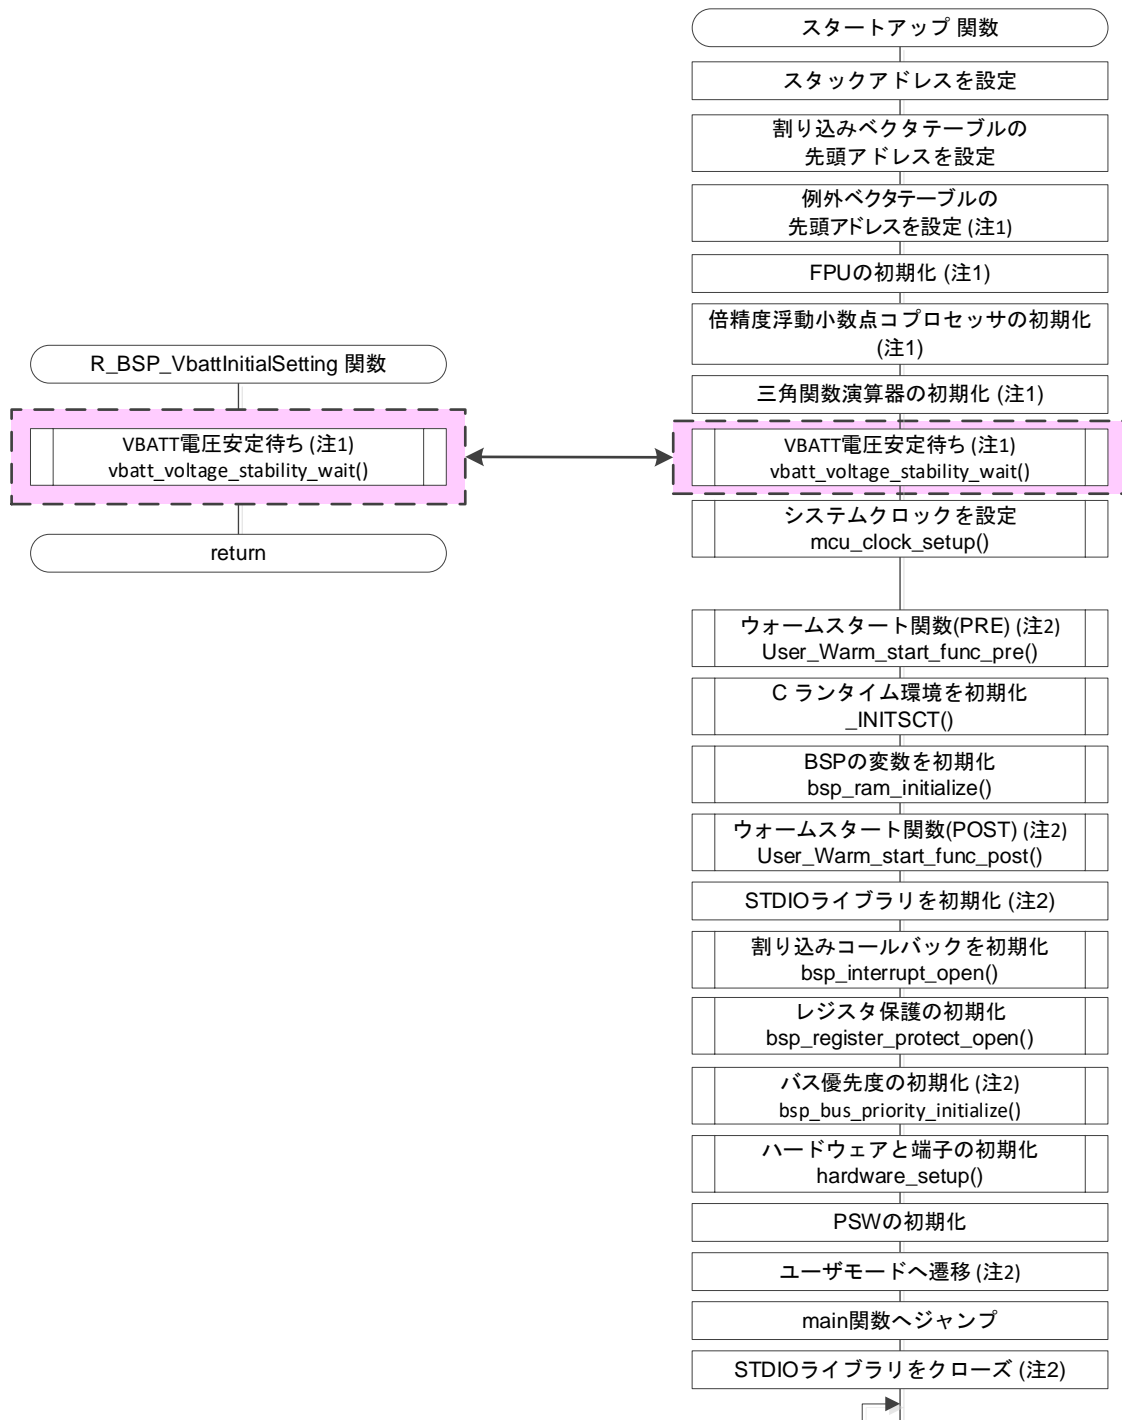 スタートアップ 関数
スタックアドレスを設定
割り込みベクタテーブルの
先頭アドレスを設定
例外ベクタテーブルの
先頭アドレスを設定 (注1)
FPUの初期化 (注1)
倍精度浮動小数点コプロセッサの初期化
(注1)
三角関数演算器の初期化 (注1)
R_BSP_VbattInitialSetting 関数
VBATT電圧安定待ち (注1)
vbatt_voltage_stability_wait()
return
VBATT電圧安定待ち (注1)
vbatt_voltage_stability_wait()
システムクロックを設定
mcu_clock_setup()
ウォームスタート関数(PRE) (注2)
User_Warm_start_func_pre()
C ランタイム環境を初期化
_INITSCT()
BSPの変数を初期化
bsp_ram_initialize()
ウォームスタート関数(POST) (注2)
User_Warm_start_func_post()
STDIOライブラリを初期化 (注2)
割り込みコールバックを初期化
bsp_interrupt_open()
レジスタ保護の初期化
bsp_register_protect_open()
バス優先度の初期化 (注2)
bsp_bus_priority_initialize()
ハードウェアと端子の初期化
hardware_setup()
PSWの初期化
ユーザモードへ遷移 (注2)
main関数へジャンプ
STDIOライブラリをクローズ (注2)